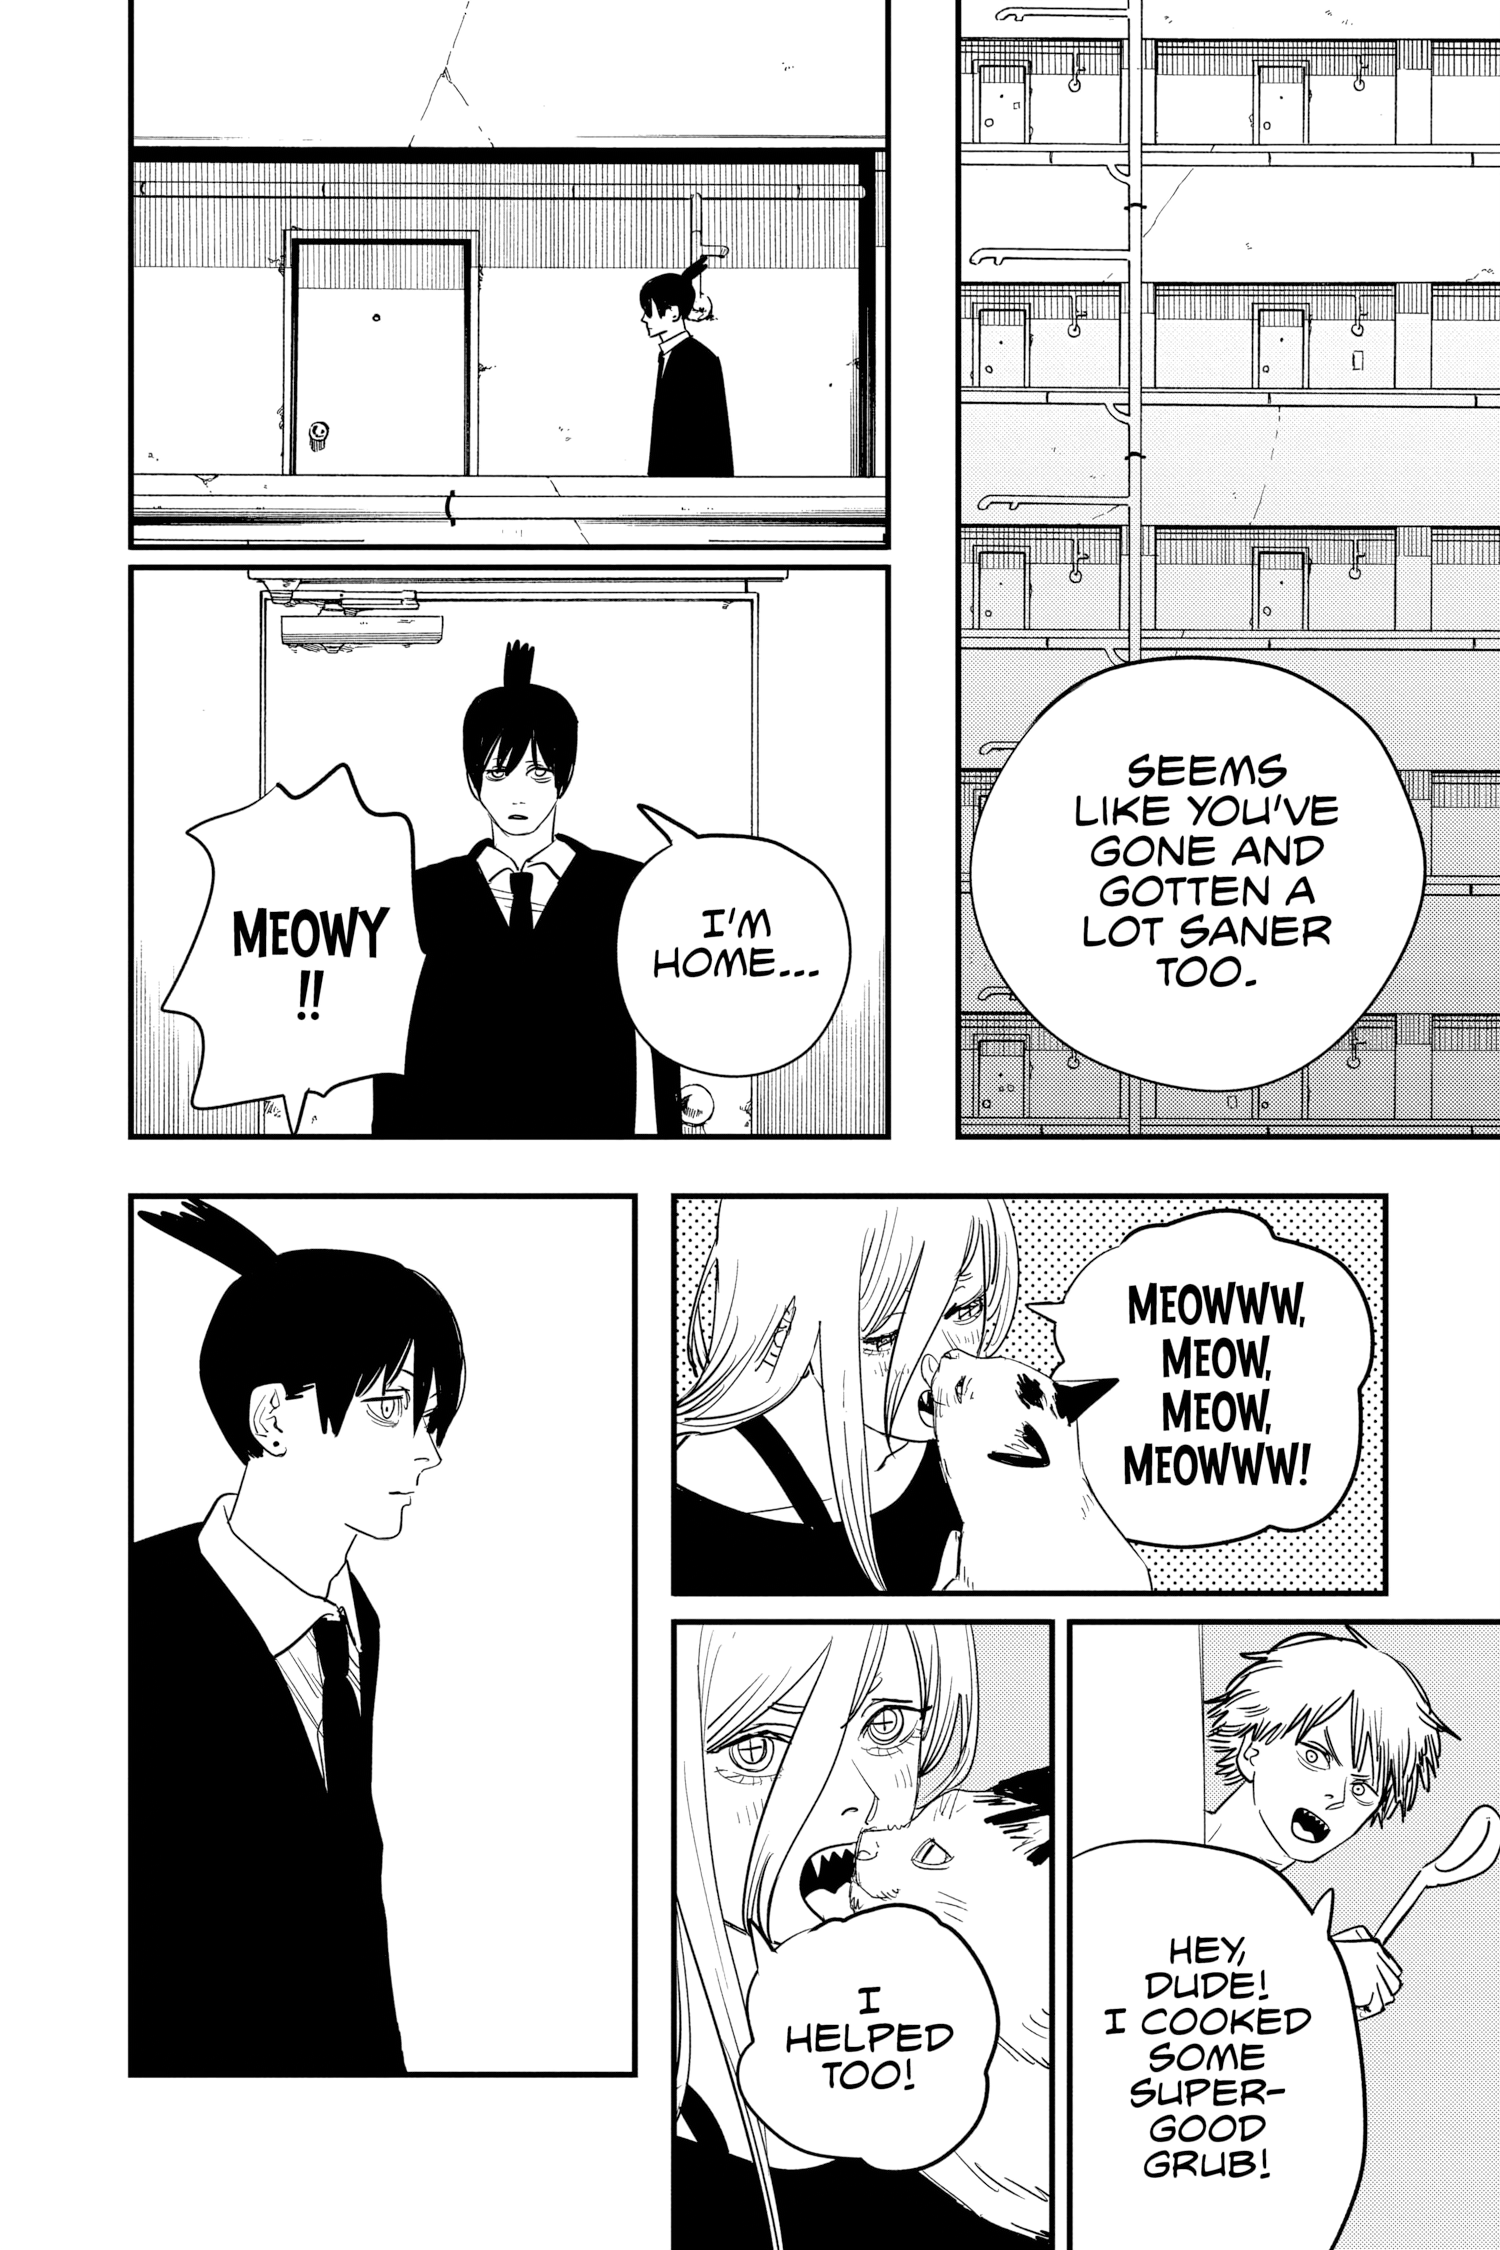 SEEMS
LIKE YOU'VE
GONE AND
GOTTEN A
LOT SANER
TOO.
I'M
HOME...
MEOWY
!!
MEOWWW,
MEOW,
MEOW,
MEOWWW!
HEY,
DUDE!
I COOKED
SOME
SUPER-
GOOD
GRUB!
I
HELPED
TOO!